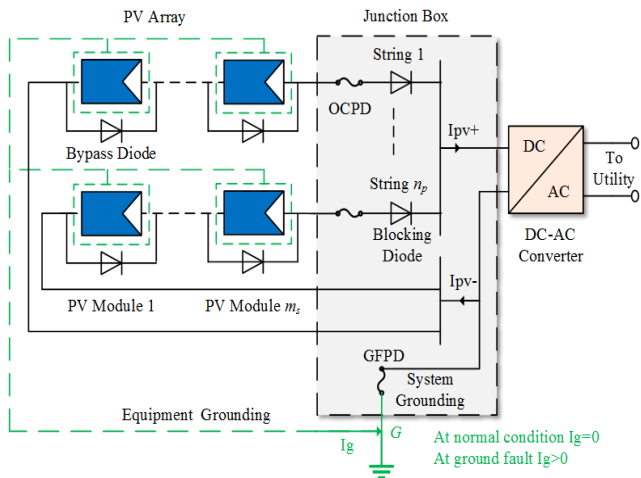 PV Array
Junction Box
String 1
OCPD
Bypass Diode
Ipv+
DC
AC
To
Utility
String nₚ
Blocking
Diode
DC-AC
Converter
PV Module 1
PV Module mₛ
Ipv-
GFPD
System
Grounding
Equipment Grounding
Ig
G
At normal condition Ig=0
At ground fault Ig>0